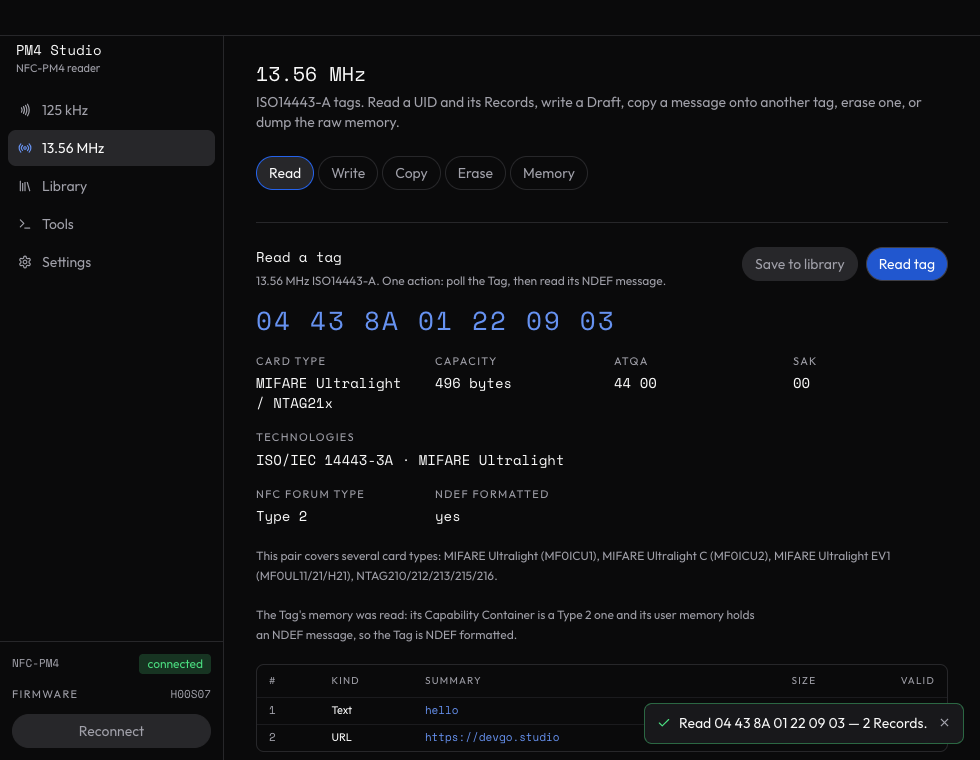 PM4 Studio
NFC-PM4 reader
125 kHz
13.56 MHz
Library
Tools
Settings
NFC-PM4 connected
FIRMWARE H00S07
Reconnect
13.56 MHz
ISO14443-A tags. Read a UID and its Records, write a Draft, copy a message onto another tag, erase one, or
dump the raw memory.
Read Write Copy Erase Memory
Read a tag
13.56 MHz ISO14443-A. One action: poll the Tag, then read its NDEF message.
Save to library Read tag
04 43 8A 01 22 09 03
CARD TYPE CAPACITY ATQA SAK
MIFARE Ultralight 496 bytes 44 00 00
/ NTAG21x
TECHNOLOGIES
ISO/IEC 14443-3A · MIFARE Ultralight
NFC FORUM TYPE NDEF FORMATTED
Type 2 yes
This pair covers several card types: MIFARE Ultralight (MF0ICU1), MIFARE Ultralight C (MF0ICU2), MIFARE Ultralight EV1
(MF0UL11/21/H21), NTAG210/212/213/215/216.
The Tag's memory was read: its Capability Container is a Type 2 one and its user memory holds
an NDEF message, so the Tag is NDEF formatted.
# KIND SUMMARY SIZE VALID
1 Text hello
2 URL https://devgo.studio
Read 04 43 8A 01 22 09 03 — 2 Records.